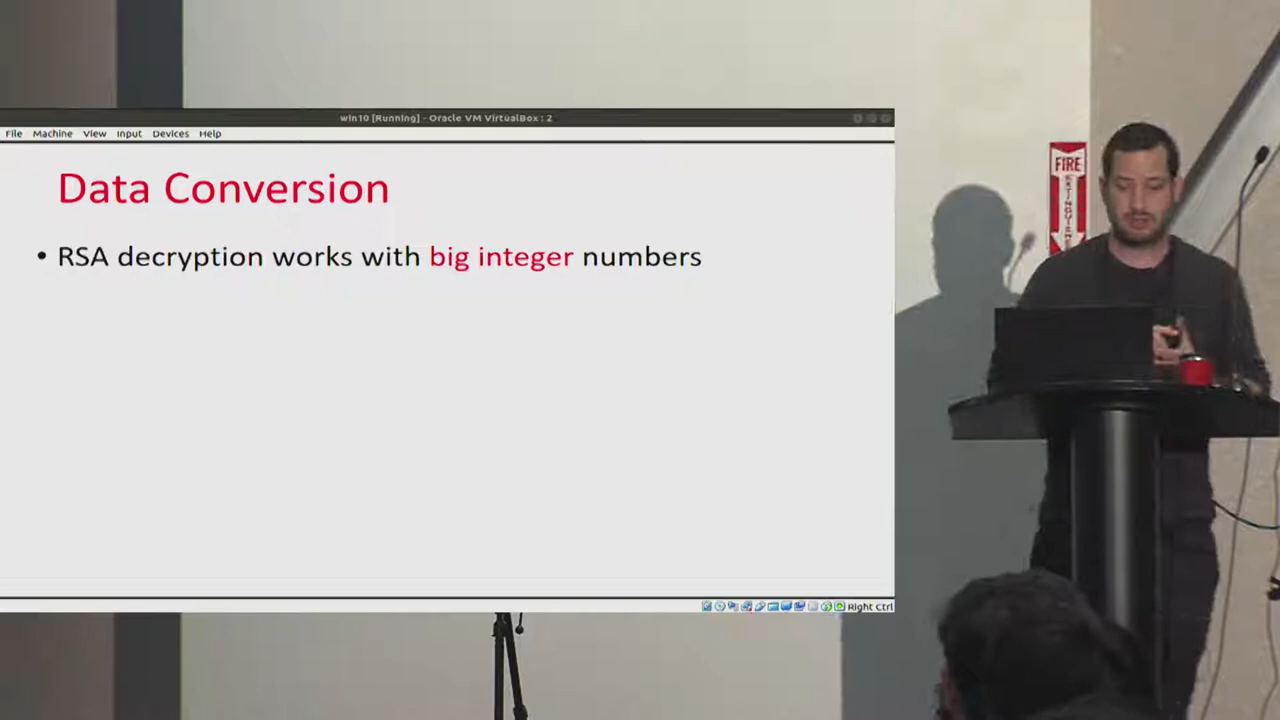 win10 [Running] - Oracle VM VirtualBox : 2
File Machine View Input Devices Help
Data Conversion
• RSA decryption works with big integer numbers
Right Ctrl
FIRE
EXTINGUISHER